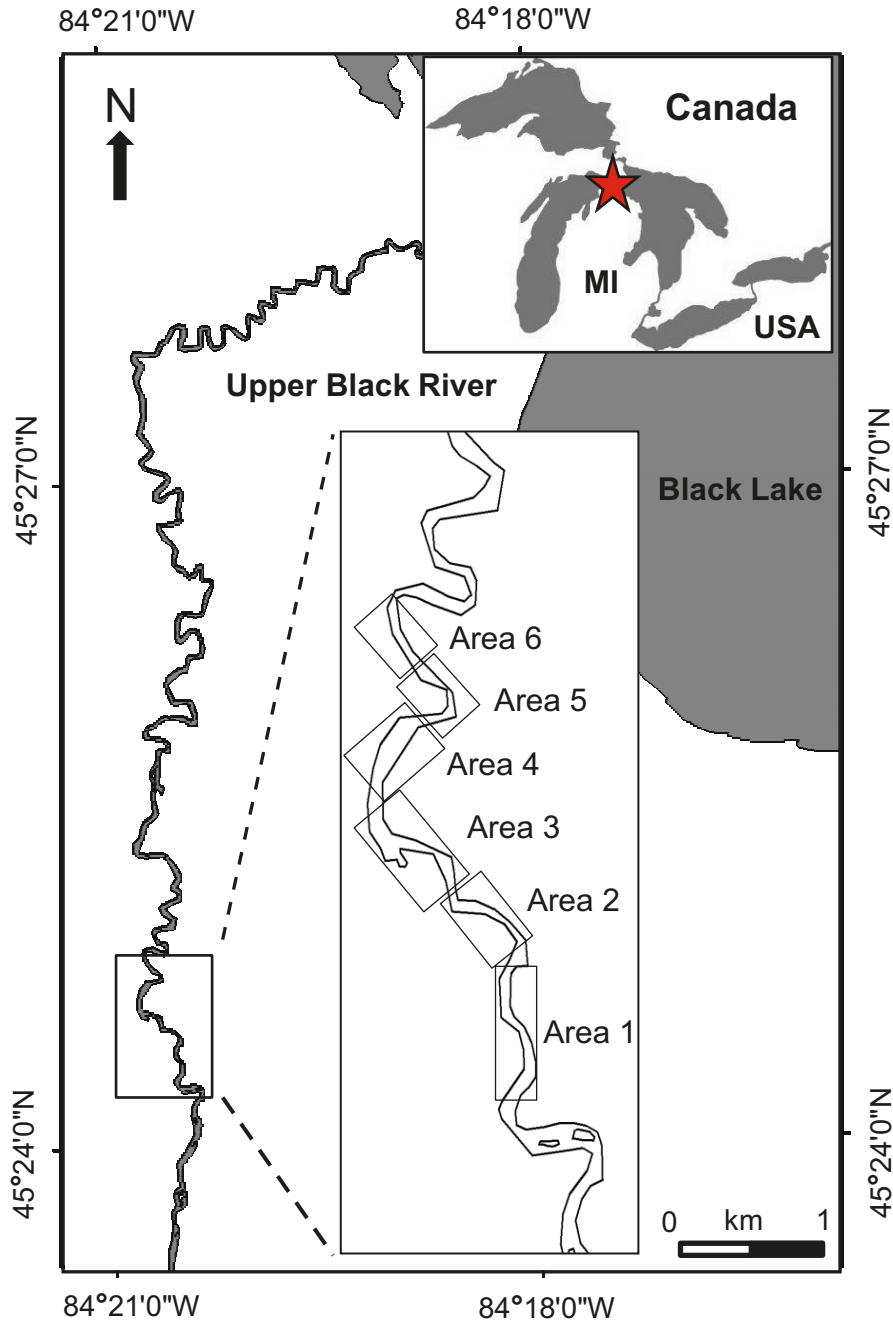 84°21'0"W
84°18'0"W
N
Canada
MI
USA
Upper Black River
45°27'0"N
45°27'0"N
Black Lake
Area 6
Area 5
Area 4
Area 3
Area 2
Area 1
45°24'0"N
45°24'0"N
0 km 1
84°21'0"W
84°18'0"W